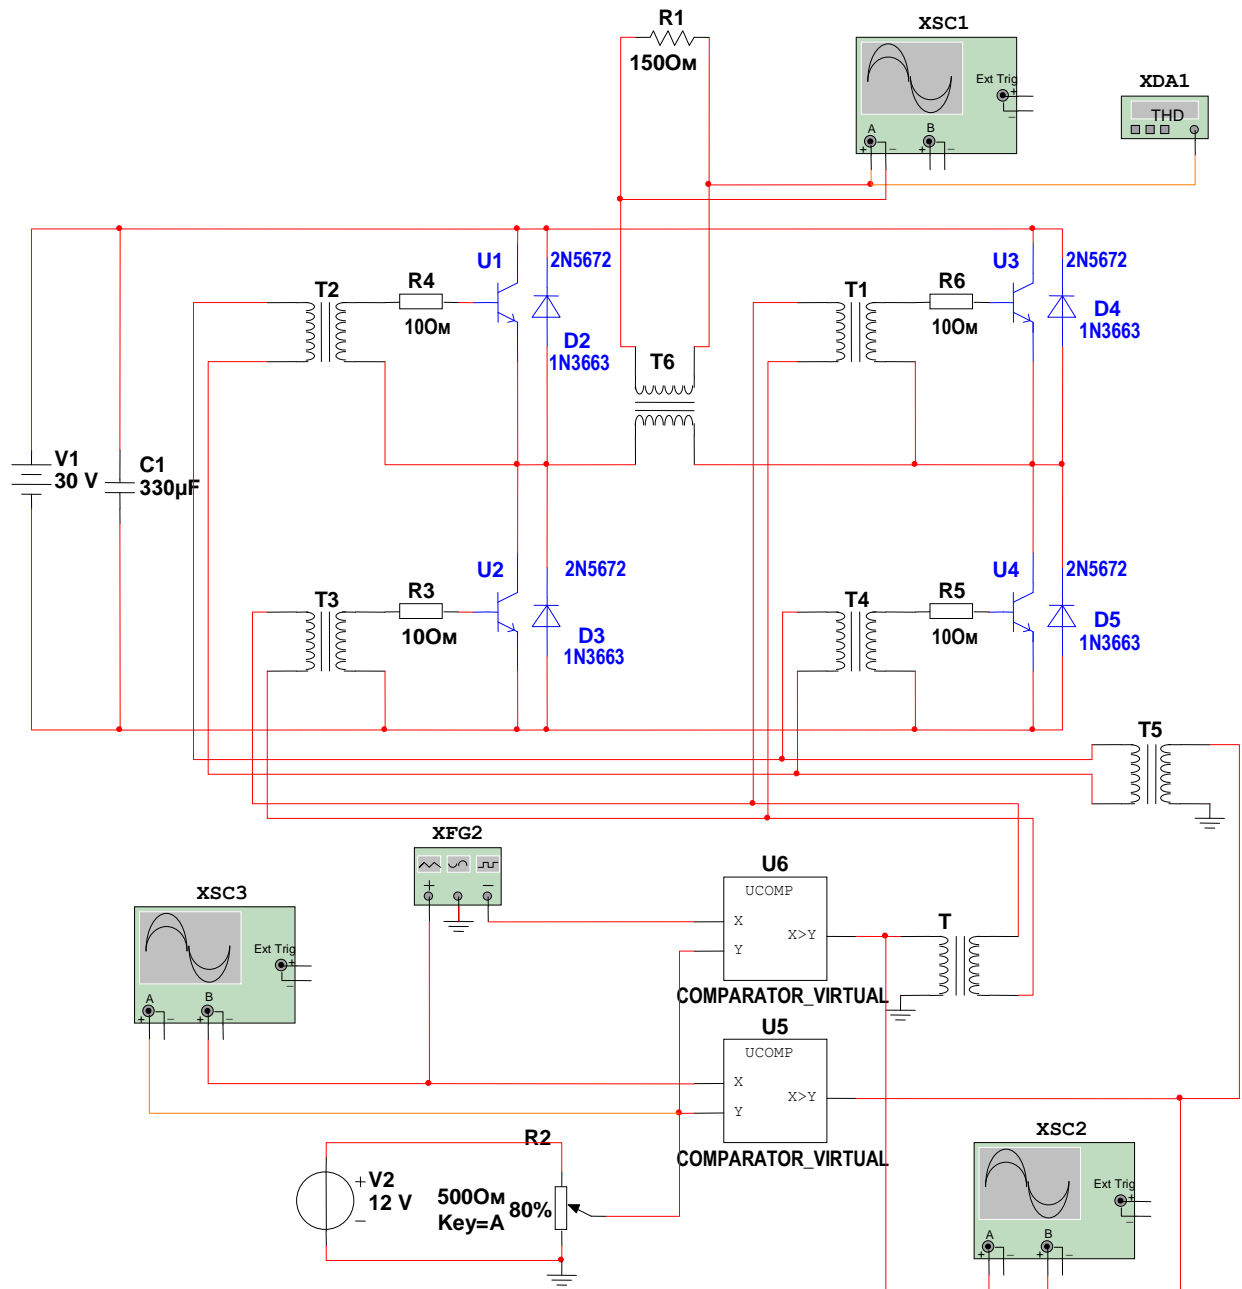 R1
150Ом
XSC1
Ext Trig
+
−
A
B
+
−
+
−
XDA1
THD
U1
2N5672
R4
10Ом
T2
D2
1N3663
T6
U3
2N5672
R6
10Ом
T1
D4
1N3663
V1
30 V
C1
330µF
U2
2N5672
R3
10Ом
T3
D3
1N3663
U4
2N5672
R5
10Ом
T4
D5
1N3663
T5
XFG2
+
−
U6
UCOMP
X
Y
X>Y
COMPARATOR_VIRTUAL
T
XSC3
Ext Trig
+
−
A
B
+
−
+
−
U5
UCOMP
X
Y
X>Y
COMPARATOR_VIRTUAL
R2
500Ом
Key=A
80%
+
V2
12 V
−
XSC2
Ext Trig
+
−
A
B
+
−
+
−